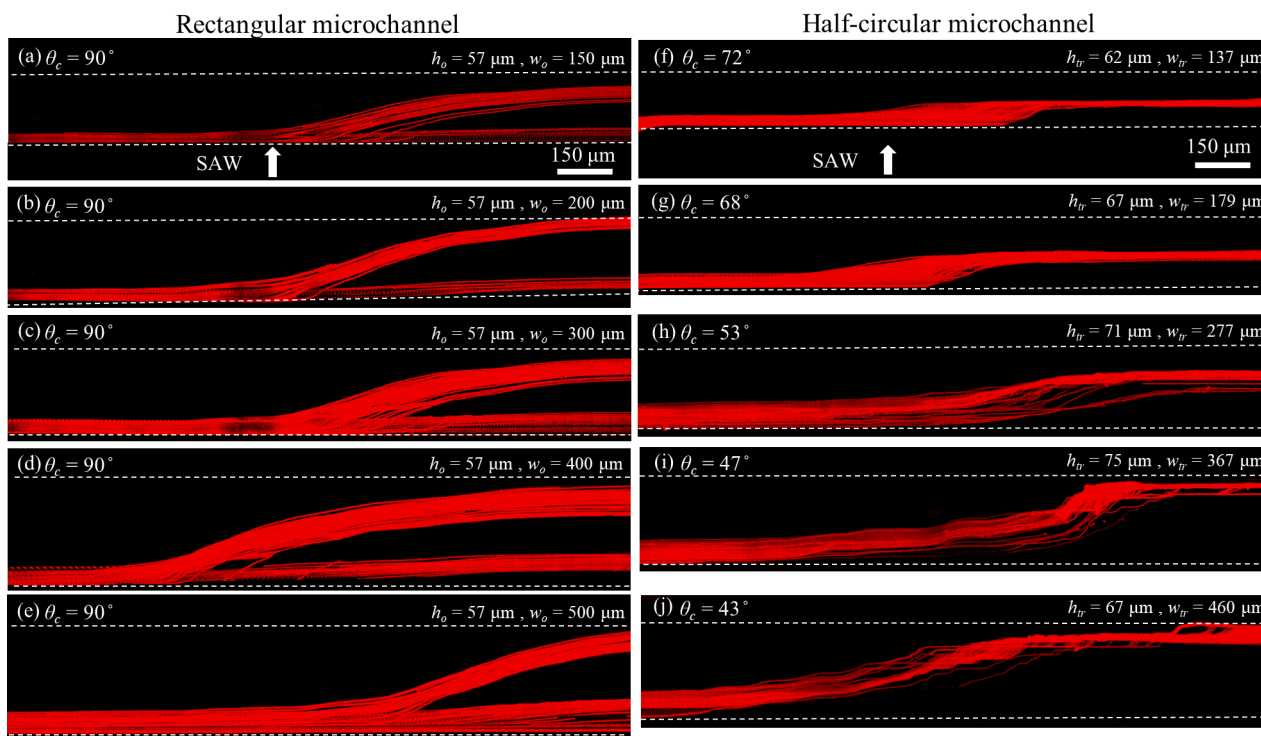 Rectangular microchannel
Half-circular microchannel
(a) θc = 90°
ho = 57 μm , wo = 150 μm
SAW
150 μm
(b) θc = 90°
ho = 57 μm , wo = 200 μm
(c) θc = 90°
ho = 57 μm , wo = 300 μm
(d) θc = 90°
ho = 57 μm , wo = 400 μm
(e) θc = 90°
ho = 57 μm , wo = 500 μm
(f) θc = 72°
htr = 62 μm , wtr = 137 μm
SAW
150 μm
(g) θc = 68°
htr = 67 μm , wtr = 179 μm
(h) θc = 53°
htr = 71 μm , wtr = 277 μm
(i) θc = 47°
htr = 75 μm , wtr = 367 μm
(j) θc = 43°
htr = 67 μm , wtr = 460 μm